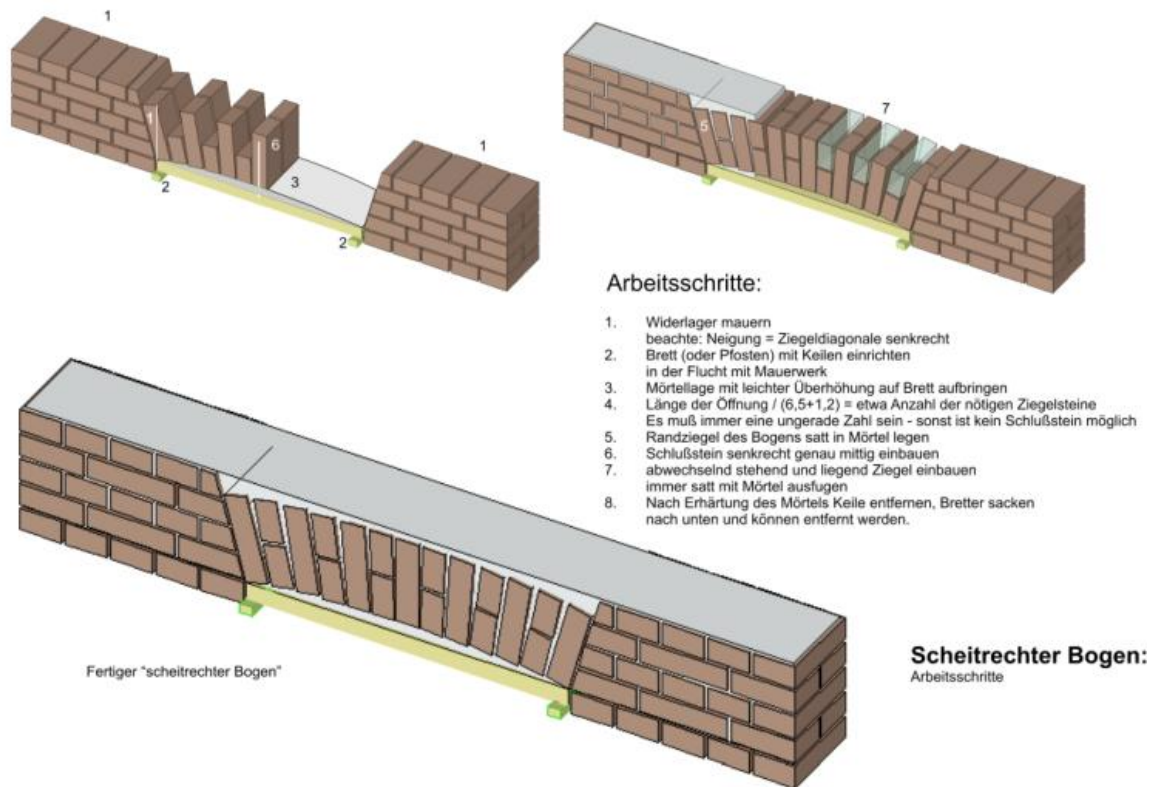 1
1
2
3
6
1
2
7
5
Arbeitsschritte:
1. Widerlager mauern
beachte: Neigung = Ziegeldiagonale senkrecht
2. Brett (oder Pfosten) mit Keilen einrichten
in der Flucht mit Mauerwerk
3. Mörtellage mit leichter Überhöhung auf Brett aufbringen
4. Länge der Öffnung / (6,5+1,2) = etwa Anzahl der nötigen Ziegelsteine
Es muß immer eine ungerade Zahl sein - sonst ist kein Schlußstein möglich
5. Randziegel des Bogens satt in Mörtel legen
6. Schlußstein senkrecht genau mittig einbauen
7. abwechselnd stehend und liegend Ziegel einbauen
immer satt mit Mörtel ausfugen
8. Nach Erhärtung des Mörtels Keile entfernen, Bretter sacken
nach unten und können entfernt werden.
Fertiger "scheitrechter Bogen"
Scheitrechter Bogen:
Arbeitsschritte